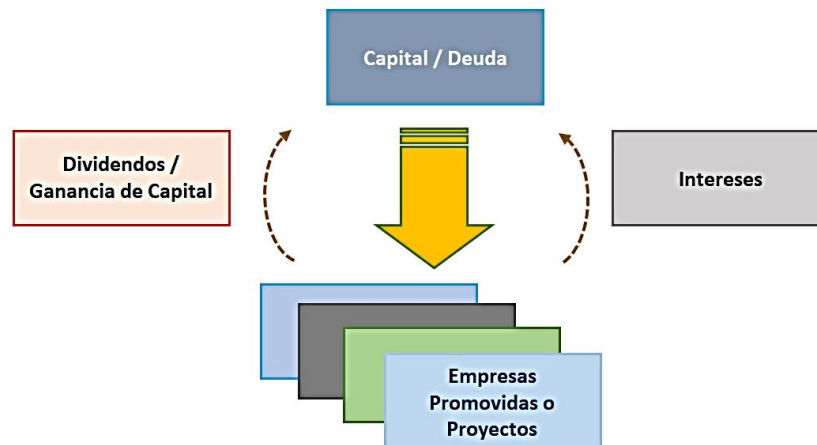 Capital / Deuda
Dividendos /
Ganancia de Capital
Intereses
Empresas
Promovidas o
Proyectos